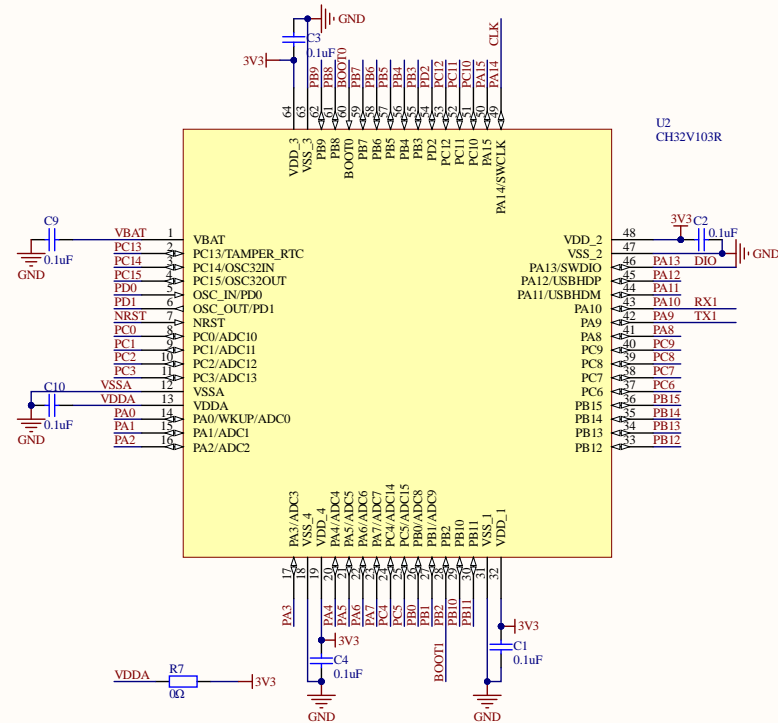 GND
C3
0.1uF
3V3
PB9
PB8
BOOT0
PB7
PB6
PB5
PB4
PB3
PD2
PC12
PC11
PC10
PA15
PA14
CLK
64
63
62
61
60
59
58
57
56
55
54
53
52
51
50
49
VDD_3
VSS_3
PB9
PB8
BOOT0
PB7
PB6
PB5
PB4
PB3
PD2
PC12
PC11
PC10
PA15
PA14/SWCLK
U2
CH32V103R
C9
0.1uF
GND
VBAT 1 VBAT
PC13 2 PC13/TAMPER_RTC
PC14 3 PC14/OSC32IN
PC15 4 PC15/OSC32OUT
PD0 5 OSC_IN/PD0
PD1 6 OSC_OUT/PD1
NRST 7 NRST
PC0 8 PC0/ADC10
PC1 9 PC1/ADC11
PC2 10 PC2/ADC12
PC3 11 PC3/ADC13
VSSA 12 VSSA
VDDA 13 VDDA
PA0 14 PA0/WKUP/ADC0
PA1 15 PA1/ADC1
PA2 16 PA2/ADC2
C10
0.1uF
GND
3V3
C2
0.1uF
GND
VDD_2 48
VSS_2 47
PA13/SWDIO 46 PA13 DIO
PA12/USBHDP 45 PA12
PA11/USBHDM 44 PA11
PA10 43 PA10 RX1
PA9 42 PA9 TX1
PA8 41 PA8
PC9 40 PC9
PC8 39 PC8
PC7 38 PC7
PC6 37 PC6
PB15 36 PB15
PB14 35 PB14
PB13 34 PB13
PB12 33 PB12
PA3/ADC3
VSS_4
VDD_4
PA4/ADC4
PA5/ADC5
PA6/ADC6
PA7/ADC7
PC4/ADC14
PC5/ADC15
PB0/ADC8
PB1/ADC9
PB2
PB10
PB11
VSS_1
VDD_1
17
18
19
20
21
22
23
24
25
26
27
28
29
30
31
32
PA3
PA4
PA5
PA6
PA7
PC4
PC5
PB0
PB1
PB2
PB10
PB11
BOOT1
3V3
C4
0.1uF
GND
3V3
C1
0.1uF
GND
VDDA
R7
0Ω
3V3